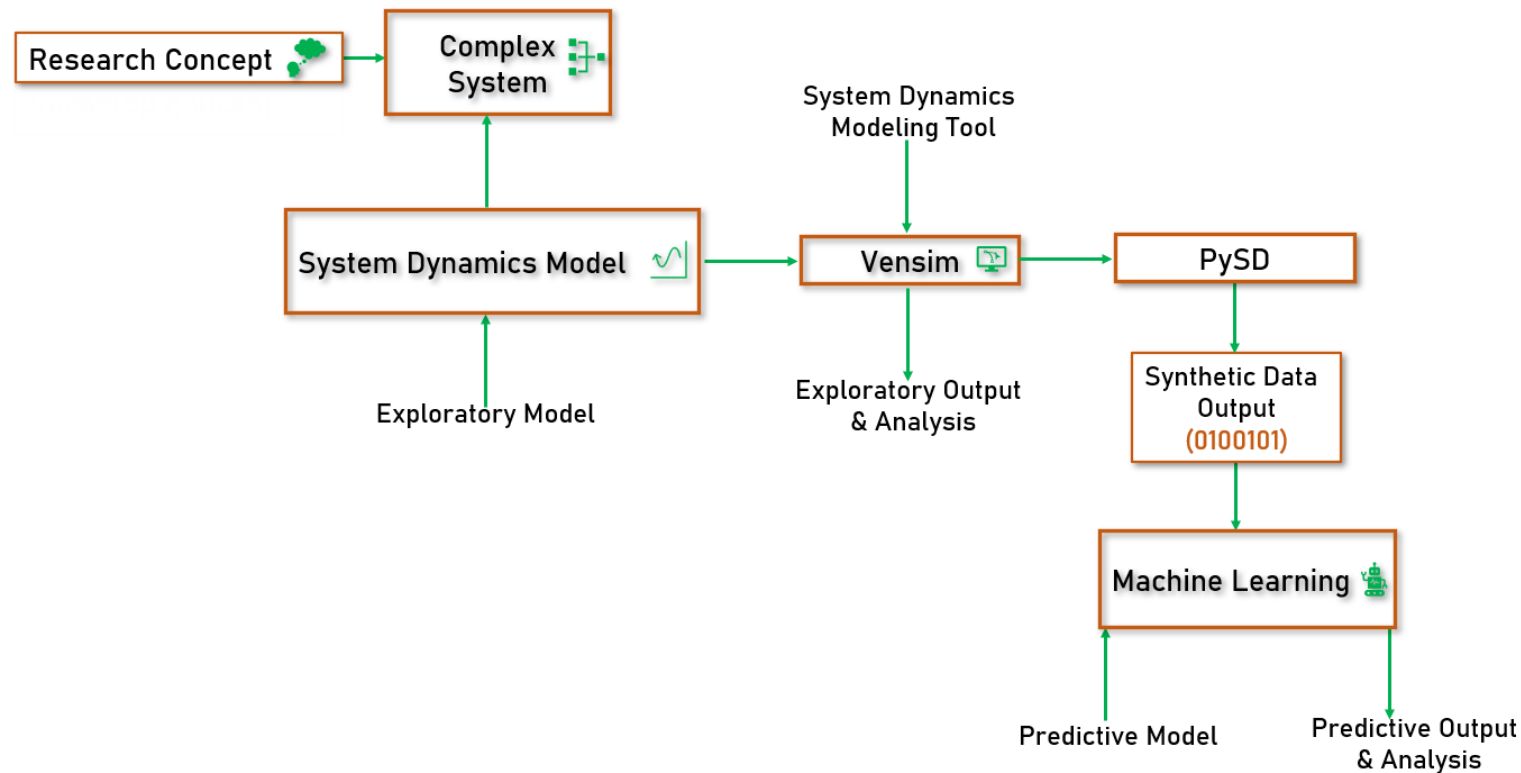 Research Concept
Complex
System
System Dynamics
Modeling Tool
System Dynamics Model
Vensim
PySD
Exploratory Model
Exploratory Output
& Analysis
Synthetic Data
Output
(0100101)
Machine Learning
Predictive Model
Predictive Output
& Analysis